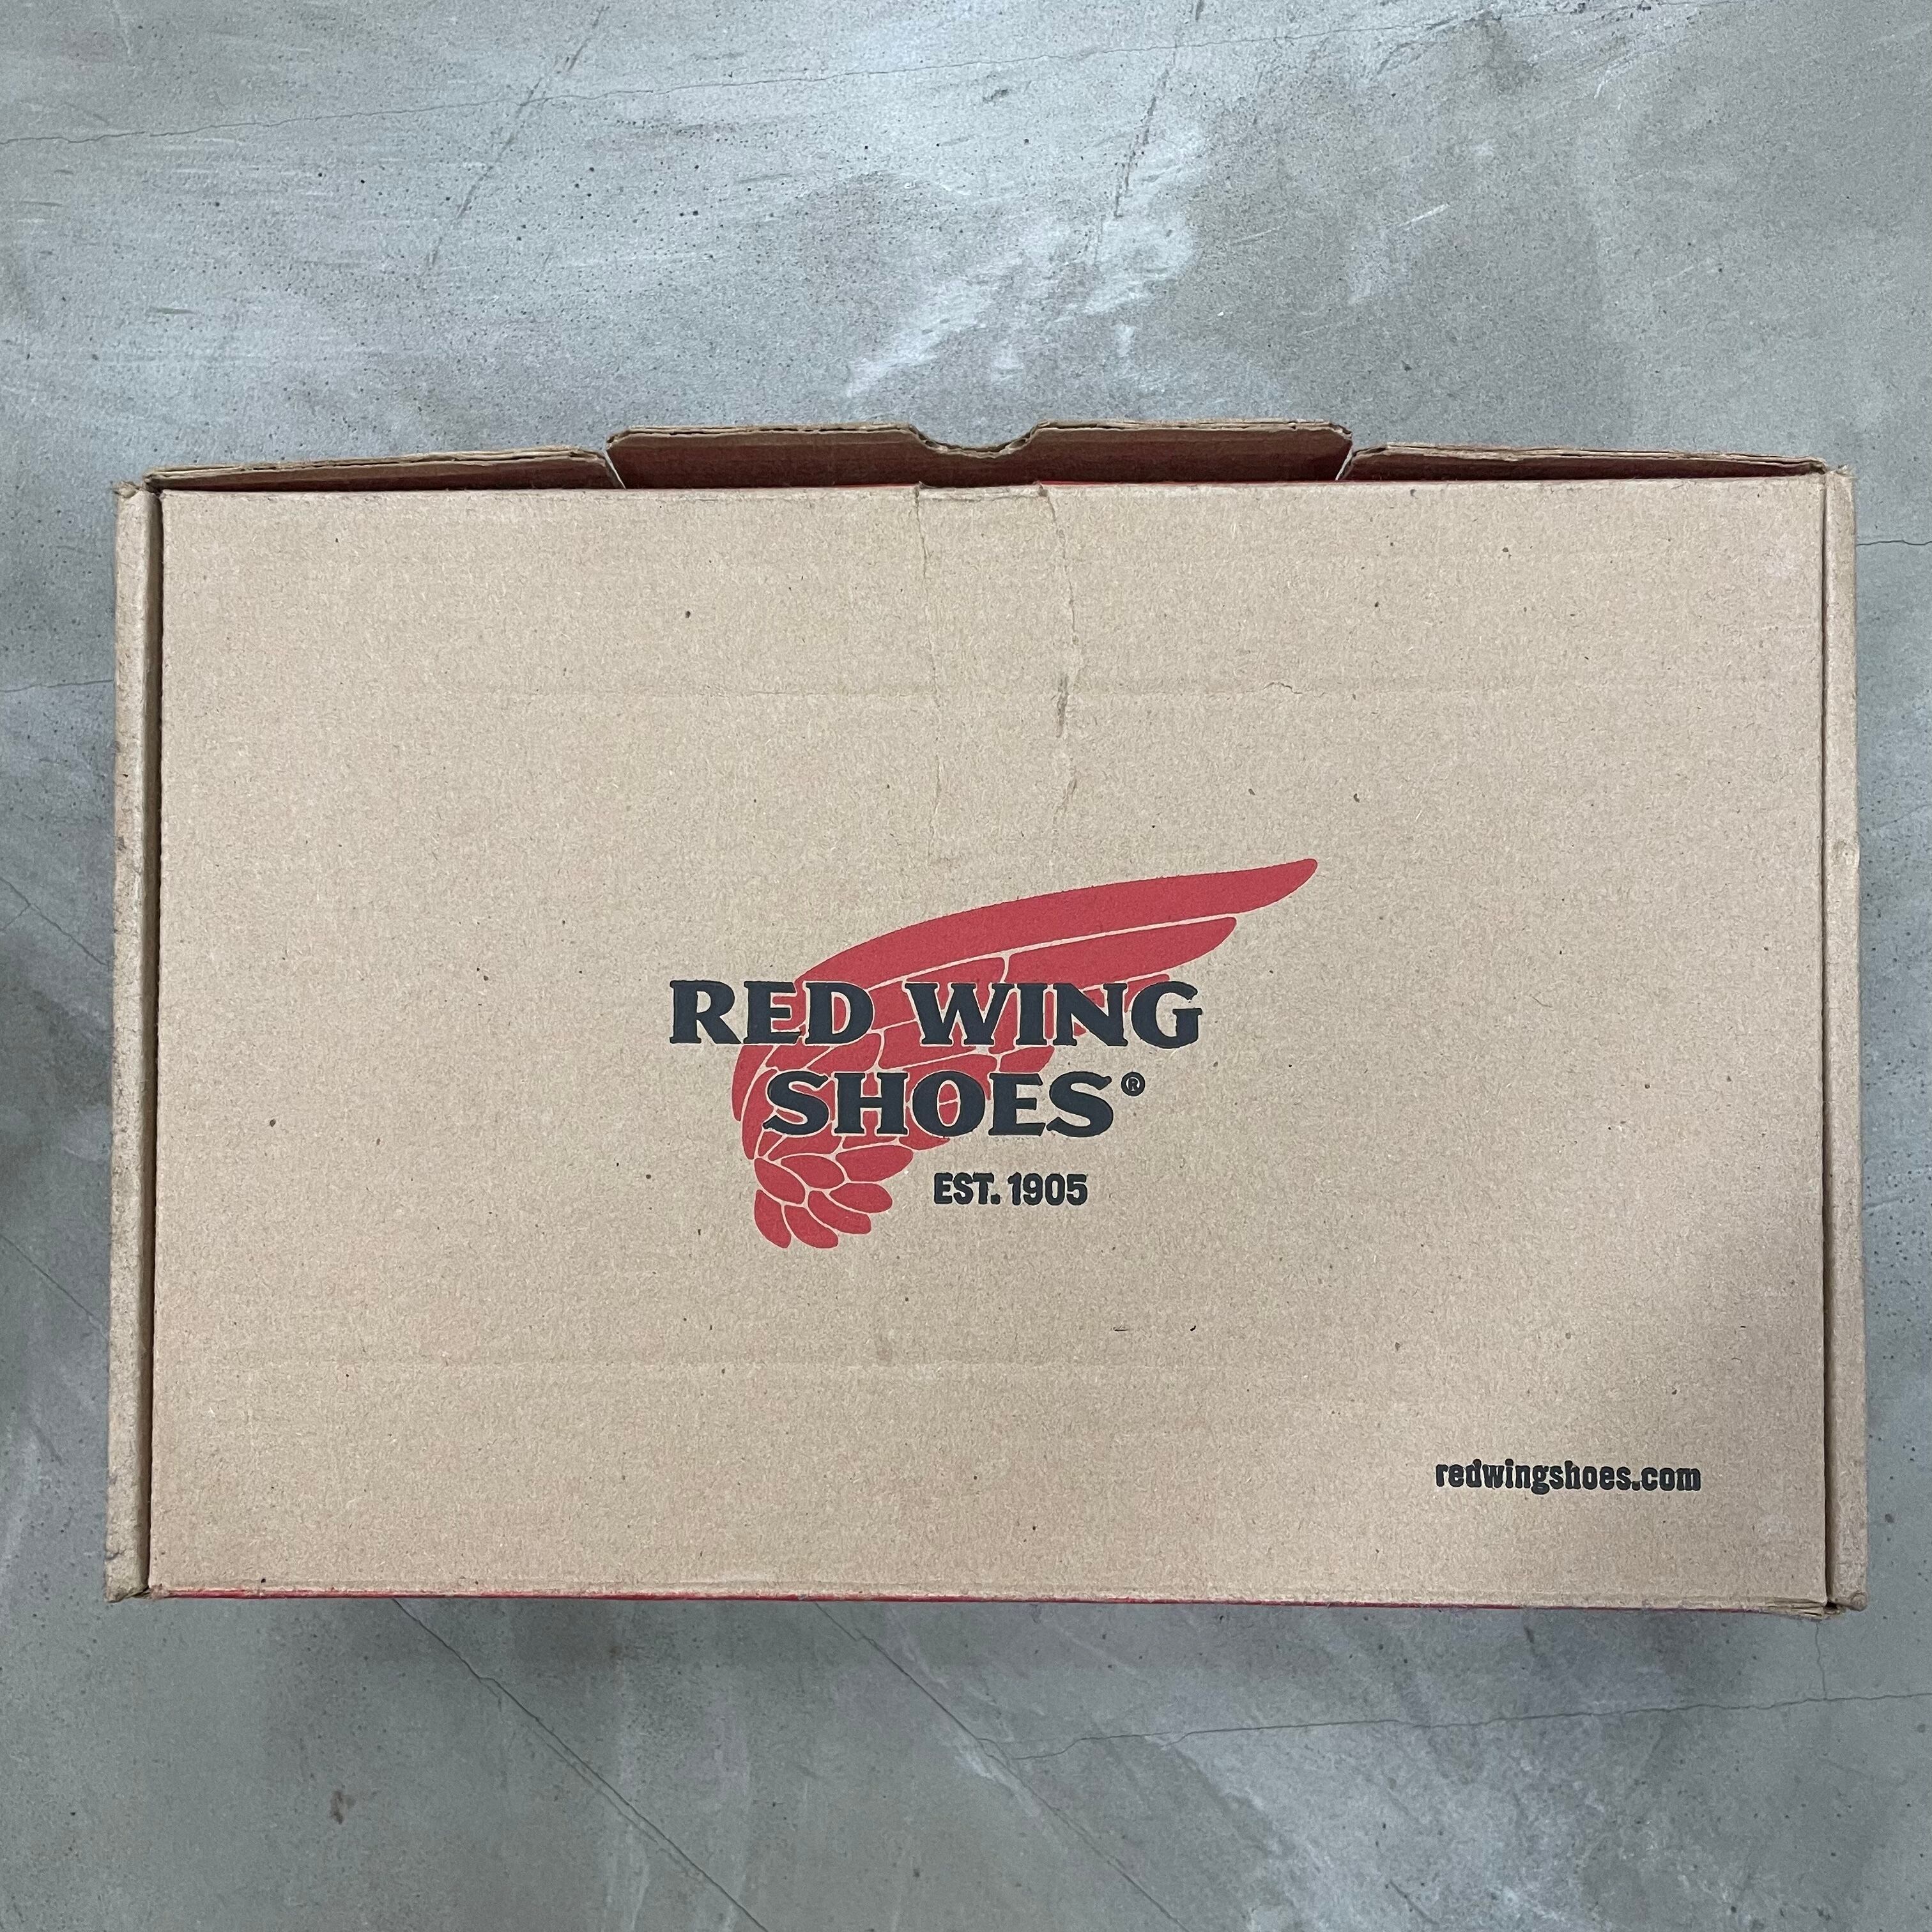 RED WING
SHOES®
EST. 1905
redwingshoes.com